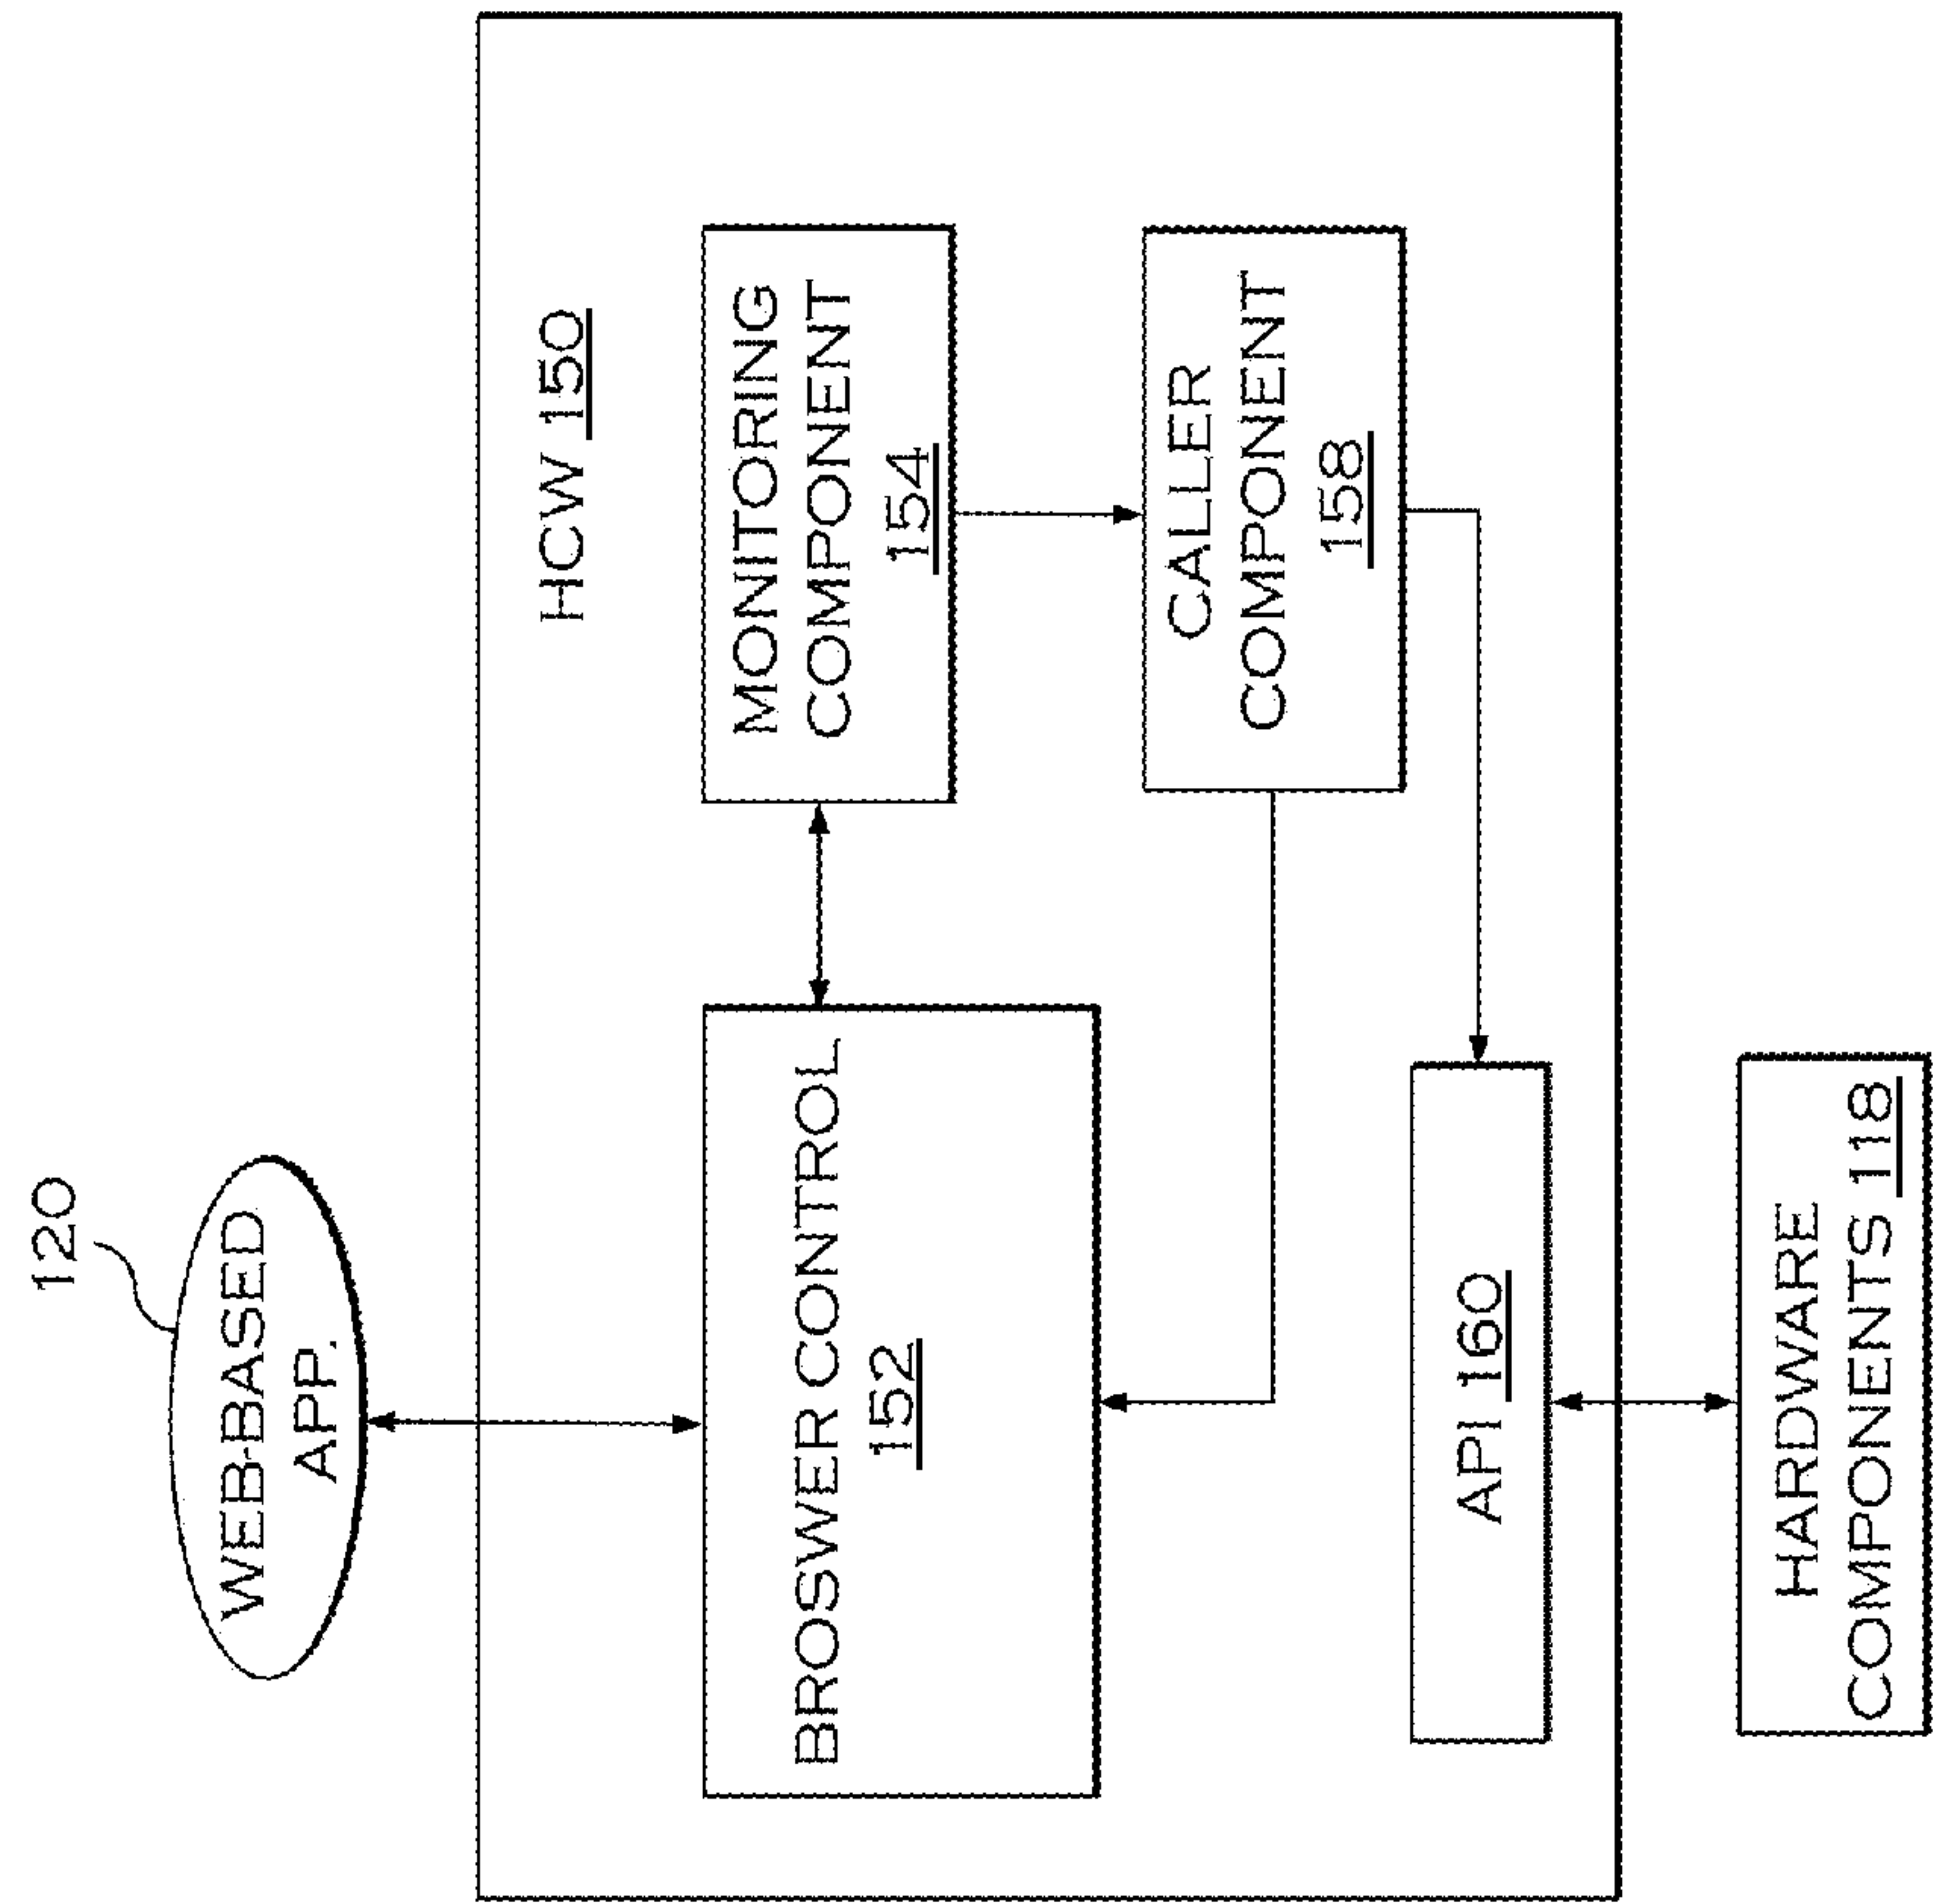 120
WEB-BASED
APP.
HCW 150
BROSWER CONTROL
152
MONITORING
COMPONENT
154
CALLER
COMPONENT
158
API 160
HARDWARE
COMPONENTS 118